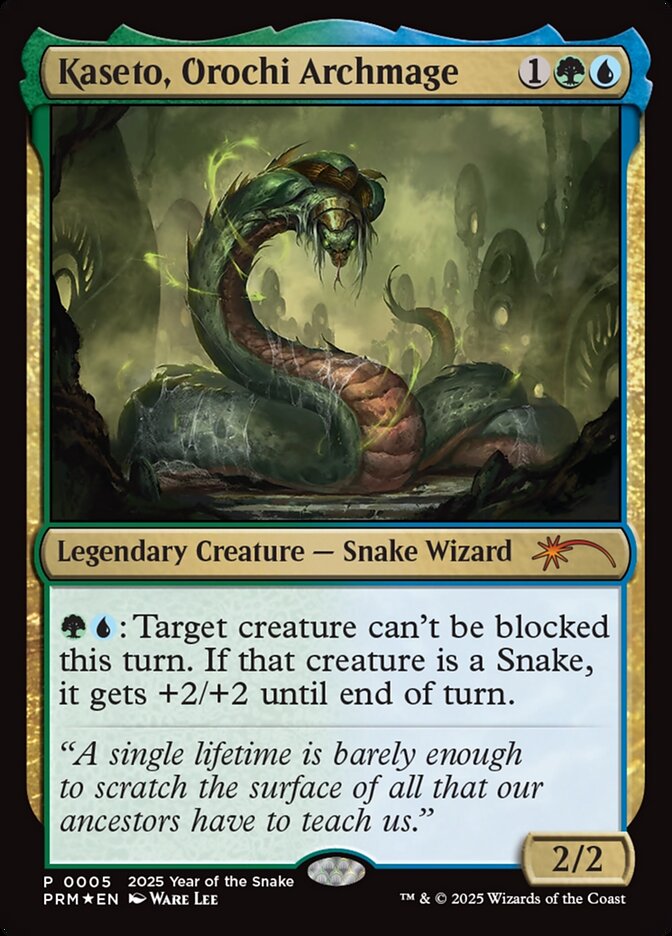 Kaseto, Orochi Archmage 1
Legendary Creature — Snake Wizard
: Target creature can't be blocked
this turn. If that creature is a Snake,
it gets +2/+2 until end of turn.
“A single lifetime is barely enough
to scratch the surface of all that our
ancestors have to teach us.”
2/2
P 0005 2025 Year of the Snake
PRM★EN Ware Lee
™ & © 2025 Wizards of the Coast